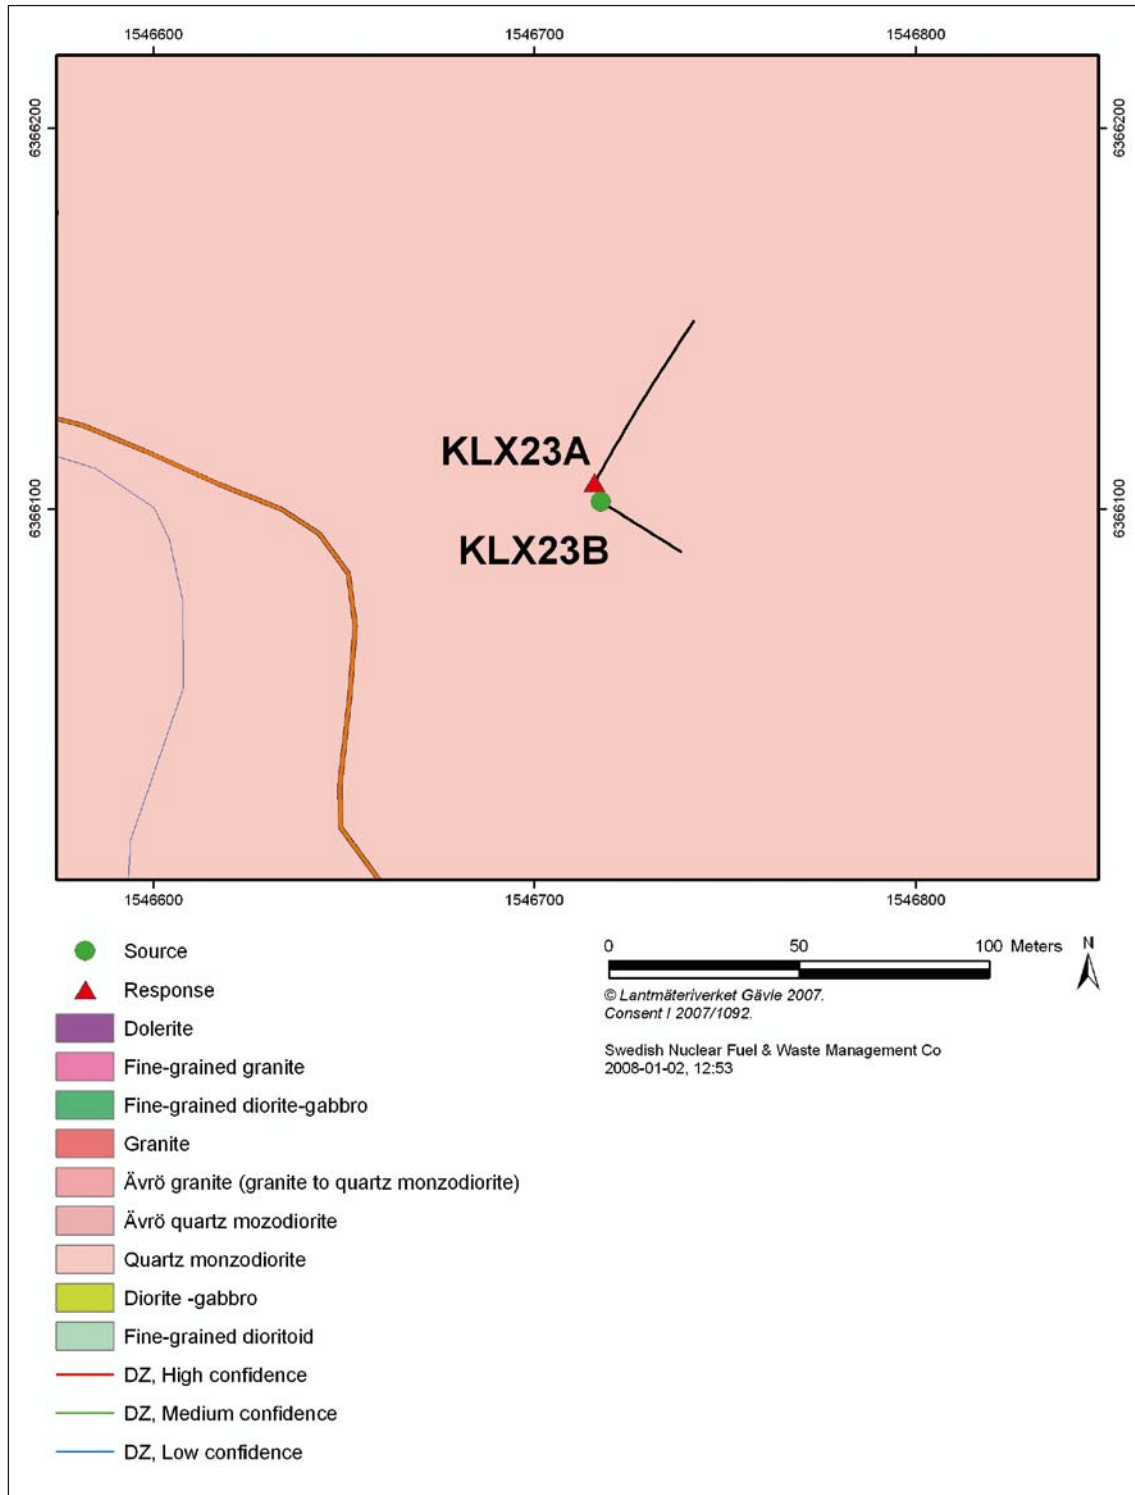 1546600 1546700 1546800
6366200 6366200
KLX23A
6366100 6366100
KLX23B
1546600 1546700 1546800
Source
Response
Dolerite
Fine-grained granite
Fine-grained diorite-gabbro
Granite
Ävrö granite (granite to quartz monzodiorite)
Ävrö quartz mozodiorite
Quartz monzodiorite
Diorite -gabbro
Fine-grained dioritoid
DZ, High confidence
DZ, Medium confidence
DZ, Low confidence
0 50 100 Meters N
© Lantmäteriverket Gävle 2007.
Consent I 2007/1092.
Swedish Nuclear Fuel & Waste Management Co
2008-01-02, 12:53